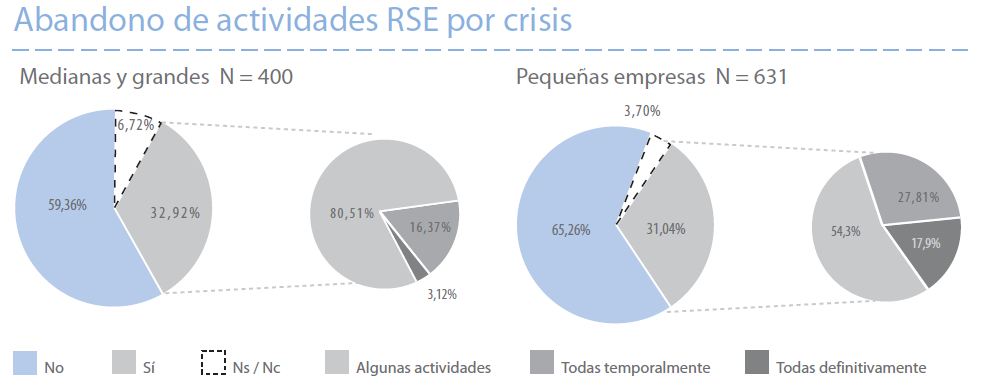 Abandono de actividades RSE por crisis
Medianas y grandes N = 400
Pequeñas empresas N = 631
6,72%
59,36%
32,92%
80,51%
16,37%
3,12%
3,70%
65,26%
31,04%
27,81%
54,3%
17,9%
No
Sí
Ns / Nc
Algunas actividades
Todas temporalmente
Todas definitivamente